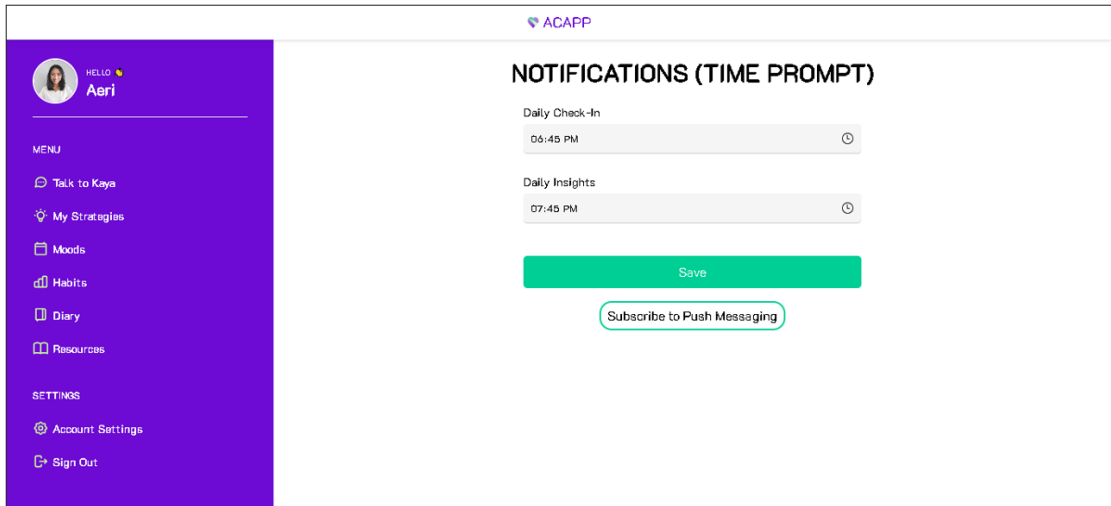 ACAPP
HELLO
Aeri
MENU
Talk to Kaya
My Strategies
Moods
Habits
Diary
Resources
SETTINGS
Account Settings
Sign Out
NOTIFICATIONS (TIME PROMPT)
Daily Check-In
06:45 PM
Daily Insights
07:45 PM
Save
Subscribe to Push Messaging